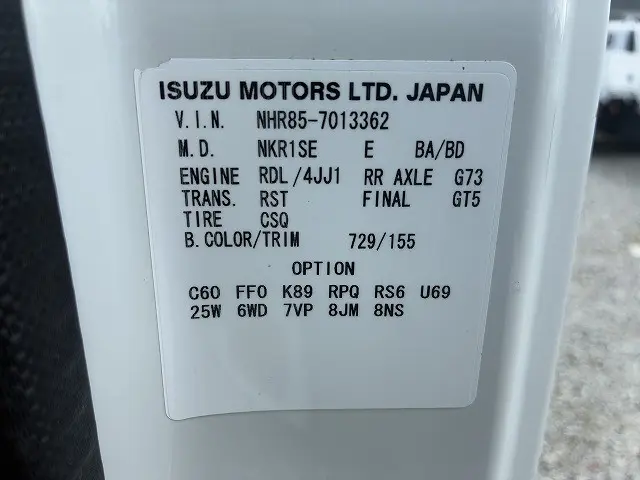 ISUZU MOTORS LTD. JAPAN
V.I.N. NHR85-7013362
M.D. NKR1SE E BA/BD
ENGINE RDL/4JJ1 RR AXLE G73
TRANS. RST FINAL GT5
TIRE CSQ
B.COLOR/TRIM 729/155
OPTION
C60 FF0 K89 RPQ RS6 U69
25W 6WD 7VP 8JM 8NS